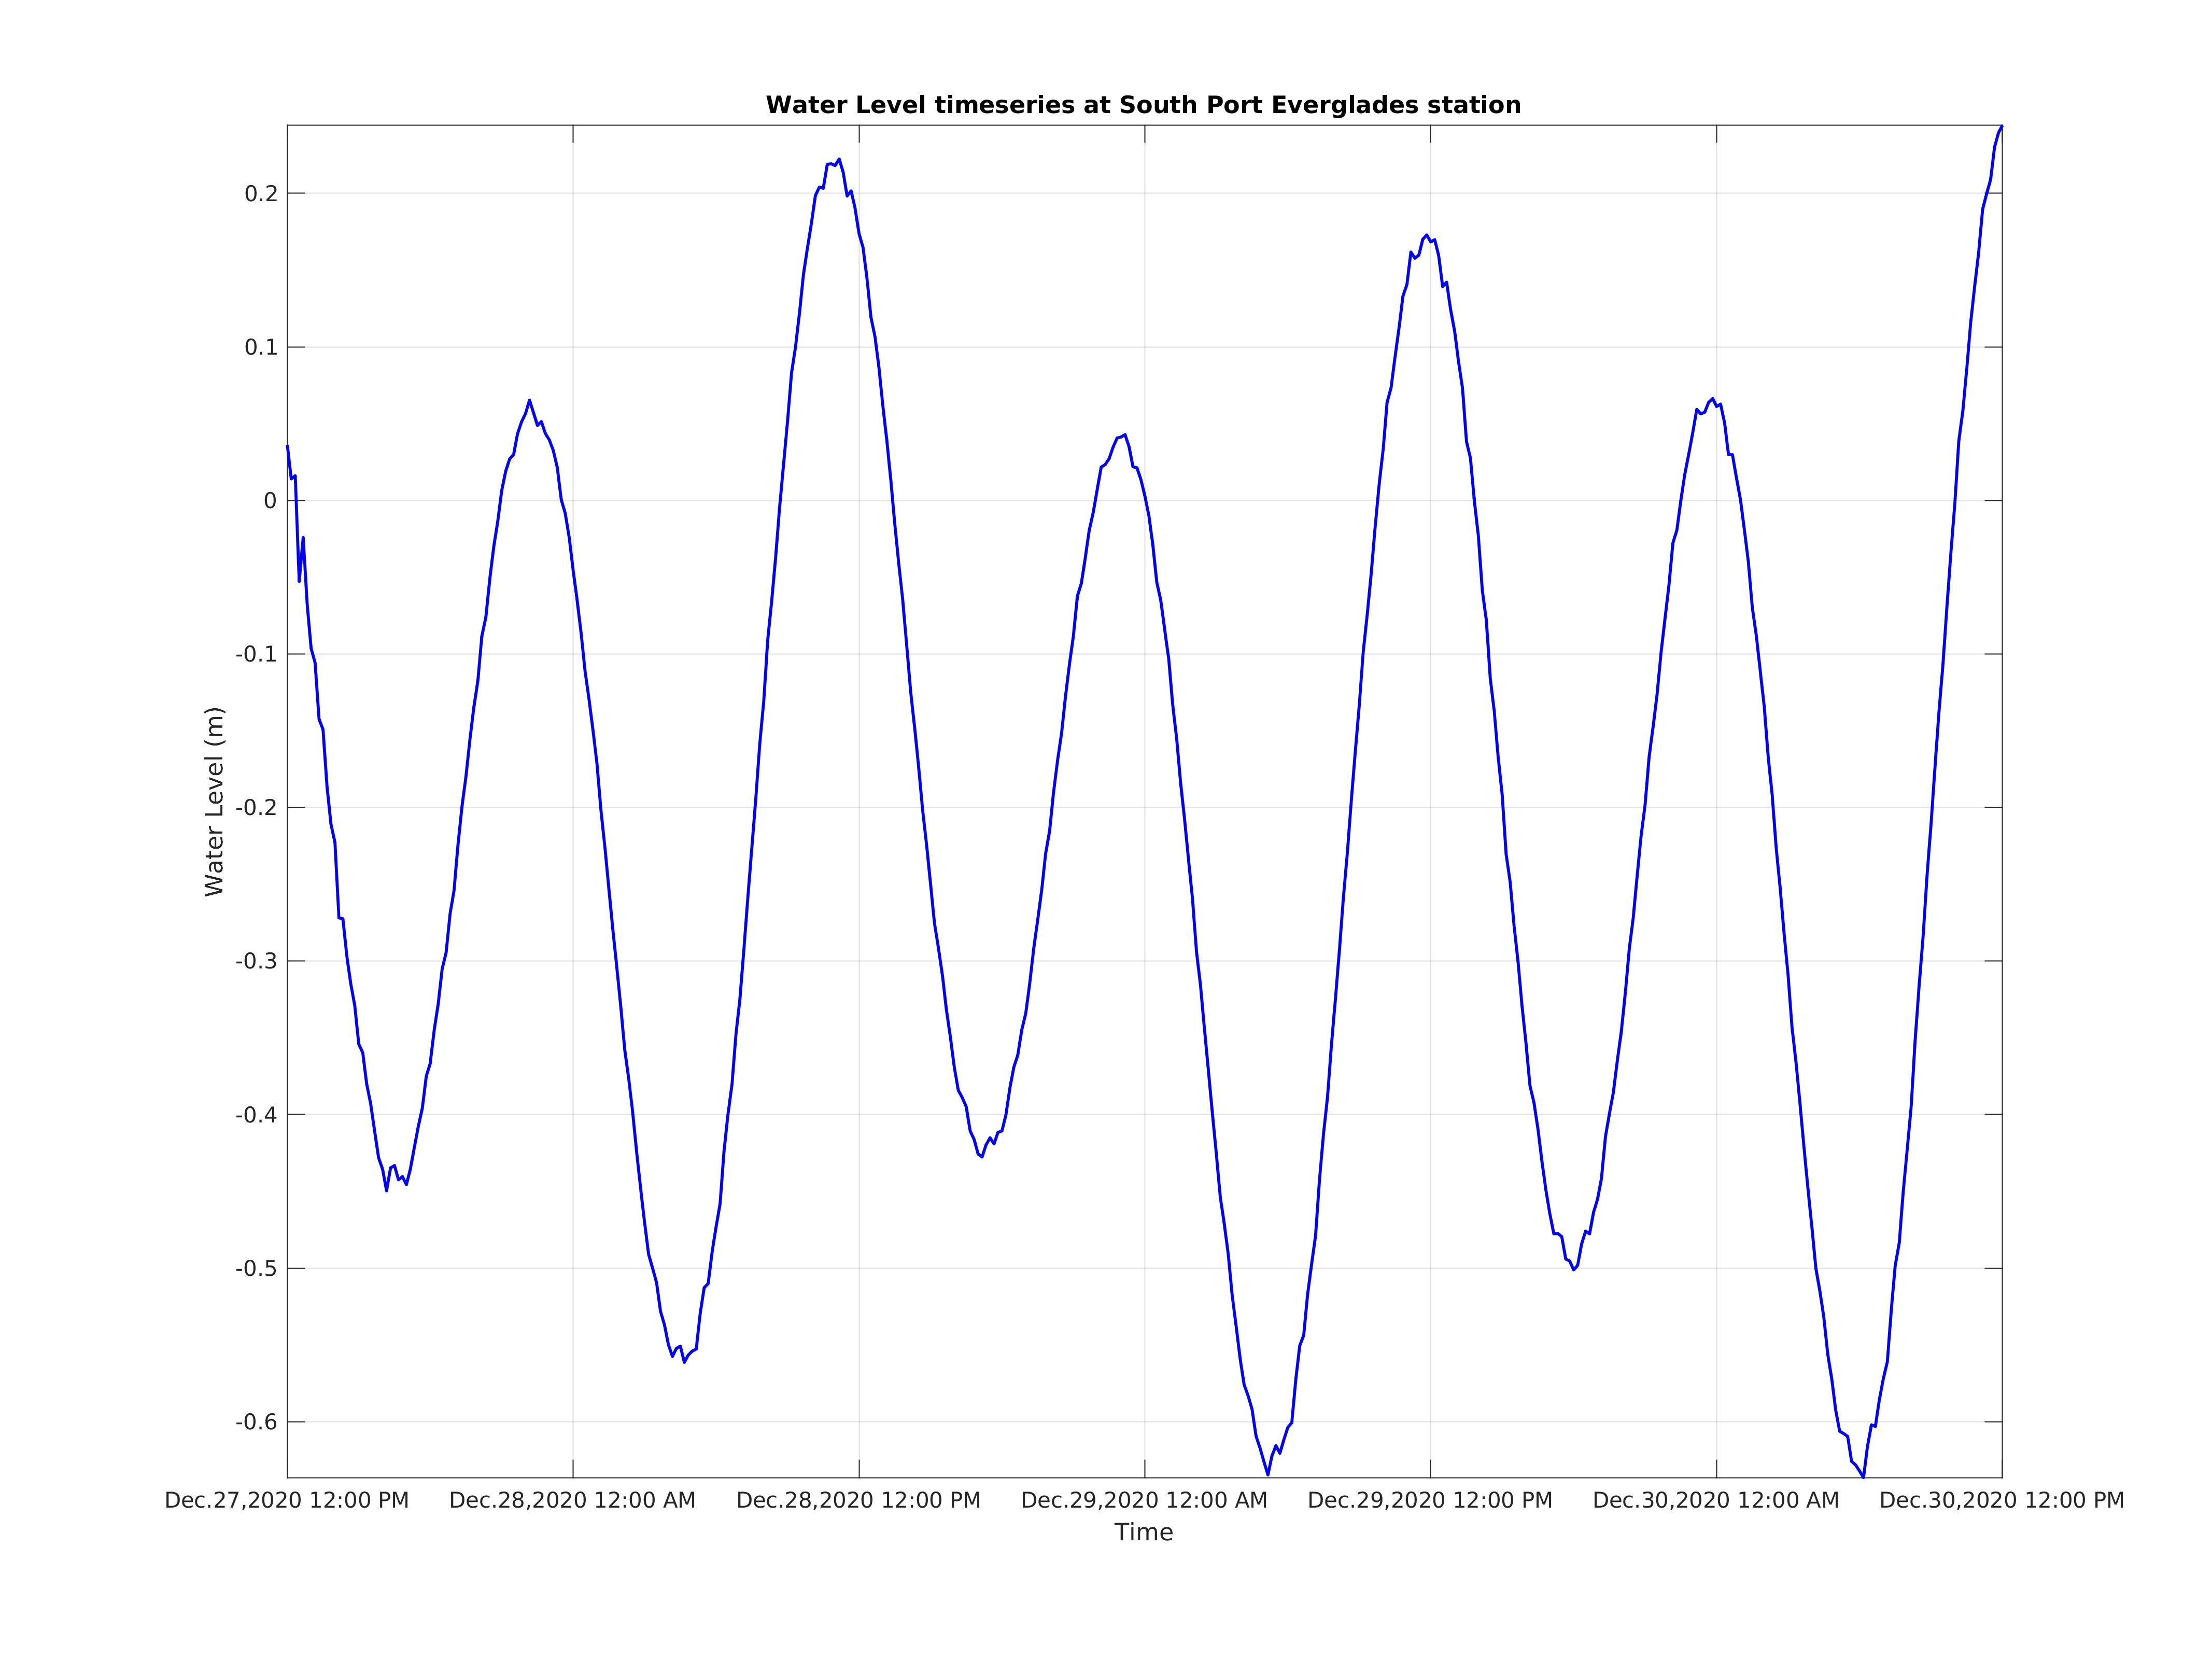 Water Level timeseries at South Port Everglades station
0.2
0.1
0
-0.1
-0.2
-0.3
-0.4
-0.5
-0.6
Water Level (m)
Dec.27,2020 12:00 PM
Dec.28,2020 12:00 AM
Dec.28,2020 12:00 PM
Dec.29,2020 12:00 AM
Dec.29,2020 12:00 PM
Dec.30,2020 12:00 AM
Dec.30,2020 12:00 PM
Time